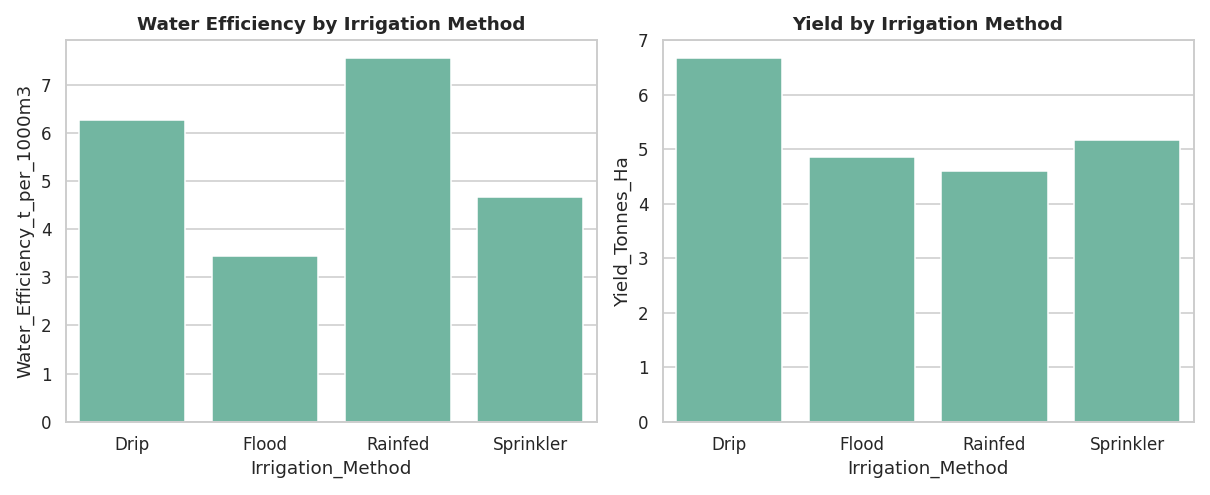 Water Efficiency by Irrigation Method
Water_Efficiency_t_per_1000m3
7
6
5
4
3
2
1
0
Drip Flood Rainfed Sprinkler
Irrigation_Method
Yield by Irrigation Method
Yield_Tonnes_Ha
7
6
5
4
3
2
1
0
Drip Flood Rainfed Sprinkler
Irrigation_Method